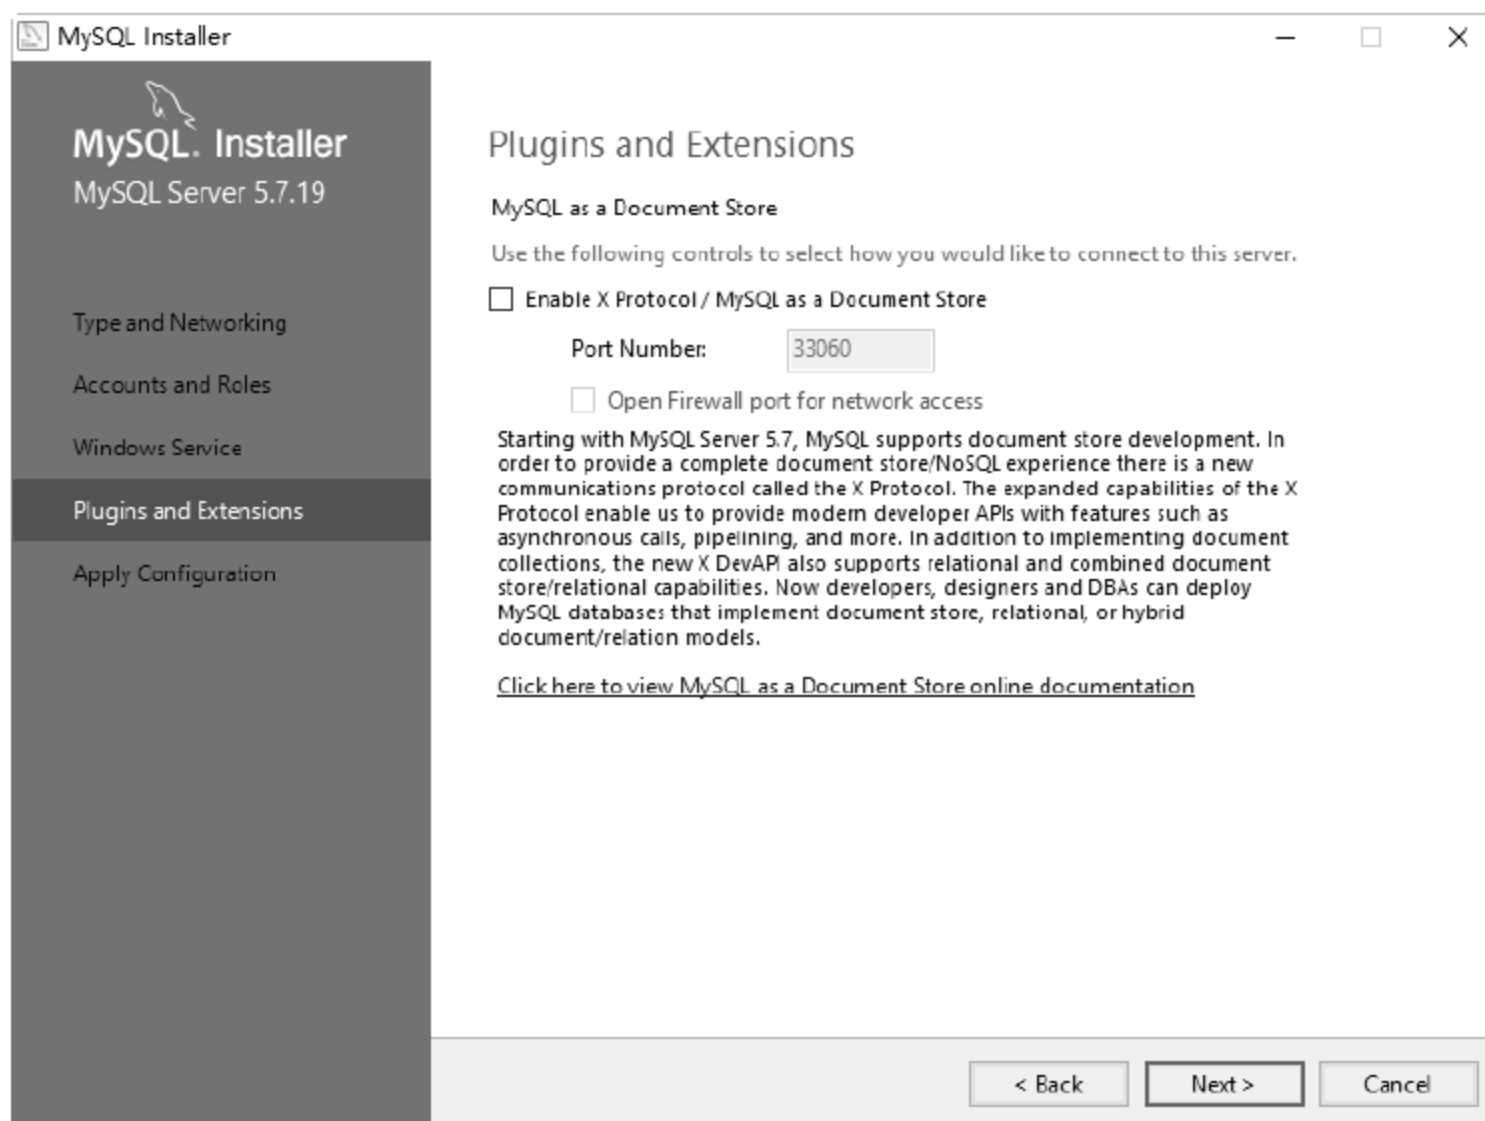 MySQL Installer
MySQL. Installer
MySQL Server 5.7.19
Type and Networking
Accounts and Roles
Windows Service
Plugins and Extensions
Apply Configuration
Plugins and Extensions
MySQL as a Document Store
Use the following controls to select how you would like to connect to this server.
Enable X Protocol / MySQL as a Document Store
Port Number: 33060
Open Firewall port for network access
Starting with MySQL Server 5.7, MySQL supports document store development. In
order to provide a complete document store/NoSQL experience there is a new
communications protocol called the X Protocol. The expanded capabilities of the X
Protocol enable us to provide modern developer APIs with features such as
asynchronous calls, pipelining, and more. In addition to implementing document
collections, the new X DevAPI also supports relational and combined document
store/relational capabilities. Now developers, designers and DBAs can deploy
MySQL databases that implement document store, relational, or hybrid
document/relation models.
Click here to view MySQL as a Document Store online documentation
< Back Next > Cancel